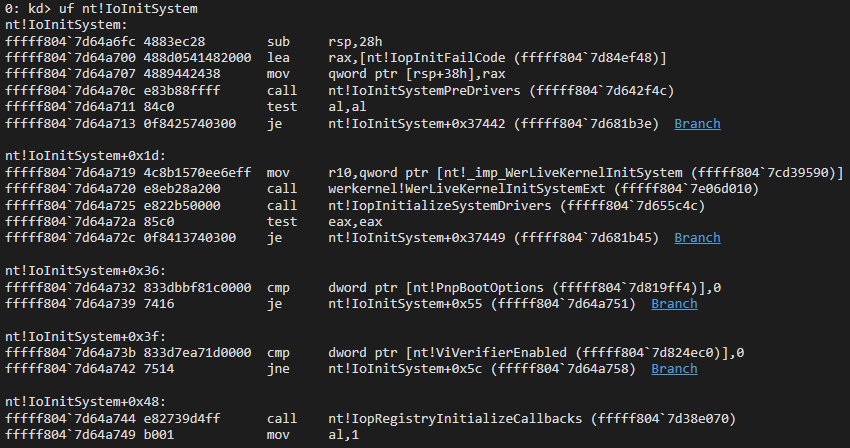 0: kd> uf nt!IoInitSystem
nt!IoInitSystem:
fffff804`7d64a6fc 4883ec28        sub     rsp,28h
fffff804`7d64a700 488d0541482000  lea     rax,[nt!IopInitFailCode (fffff804`7d84ef48)]
fffff804`7d64a707 4889442438      mov     qword ptr [rsp+38h],rax
fffff804`7d64a70c e83b88ffff      call    nt!IoInitSystemPreDrivers (fffff804`7d642f4c)
fffff804`7d64a711 84c0            test    al,al
fffff804`7d64a713 0f8425740300    je      nt!IoInitSystem+0x37442 (fffff804`7d681b3e)  Branch

nt!IoInitSystem+0x1d:
fffff804`7d64a719 4c8b1570ee6eff  mov     r10,qword ptr [nt!_imp_WerLiveKernelInitSystem (fffff804`7cd39590)]
fffff804`7d64a720 e8eb28a200      call    werkernel!WerLiveKernelInitSystemExt (fffff804`7e06d010)
fffff804`7d64a725 e822b50000      call    nt!IopInitializeSystemDrivers (fffff804`7d655c4c)
fffff804`7d64a72a 85c0            test    eax,eax
fffff804`7d64a72c 0f8413740300    je      nt!IoInitSystem+0x37449 (fffff804`7d681b45)  Branch

nt!IoInitSystem+0x36:
fffff804`7d64a732 833dbbf81c0000  cmp     dword ptr [nt!PnpBootOptions (fffff804`7d819ff4)],0
fffff804`7d64a739 7416            je      nt!IoInitSystem+0x55 (fffff804`7d64a751)  Branch

nt!IoInitSystem+0x3f:
fffff804`7d64a73b 833d7ea71d0000  cmp     dword ptr [nt!ViVerifierEnabled (fffff804`7d824ec0)],0
fffff804`7d64a742 7514            jne     nt!IoInitSystem+0x5c (fffff804`7d64a758)  Branch

nt!IoInitSystem+0x48:
fffff804`7d64a744 e82739d4ff      call    nt!IopRegistryInitializeCallbacks (fffff804`7d38e070)
fffff804`7d64a749 b001            mov     al,1